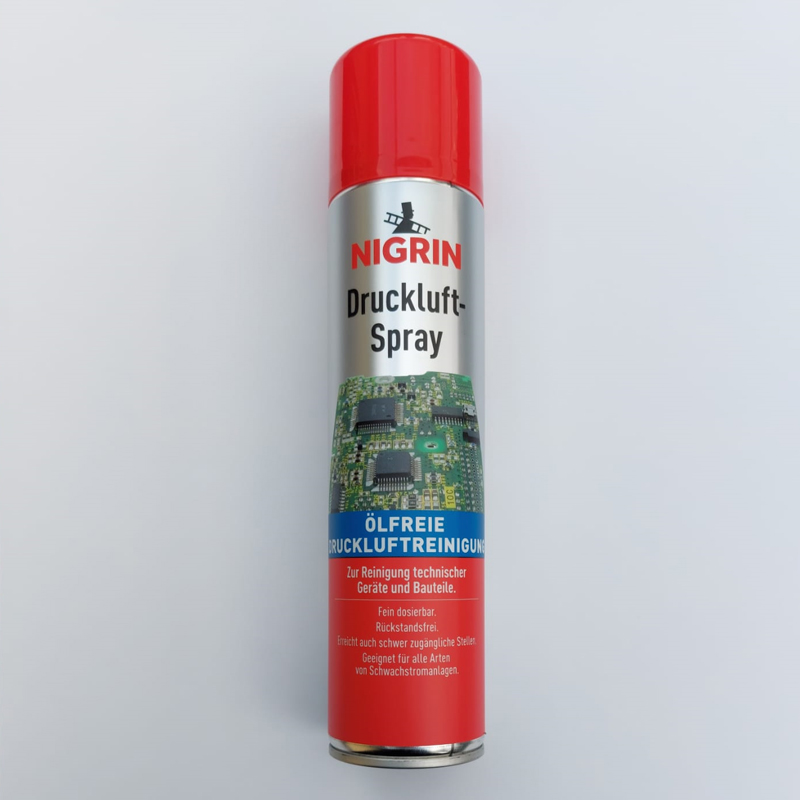 NIGRIN
Druckluft-
Spray
ÖLFREIE
DRUCKLUFTREINIGUNG
Zur Reinigung technischer
Geräte und Bauteile.
Fein dosierbar.
Rückstandsfrei.
Erreicht auch schwer zugängliche Stellen.
Geeignet für alle Arten
von Schwachstromanlagen.